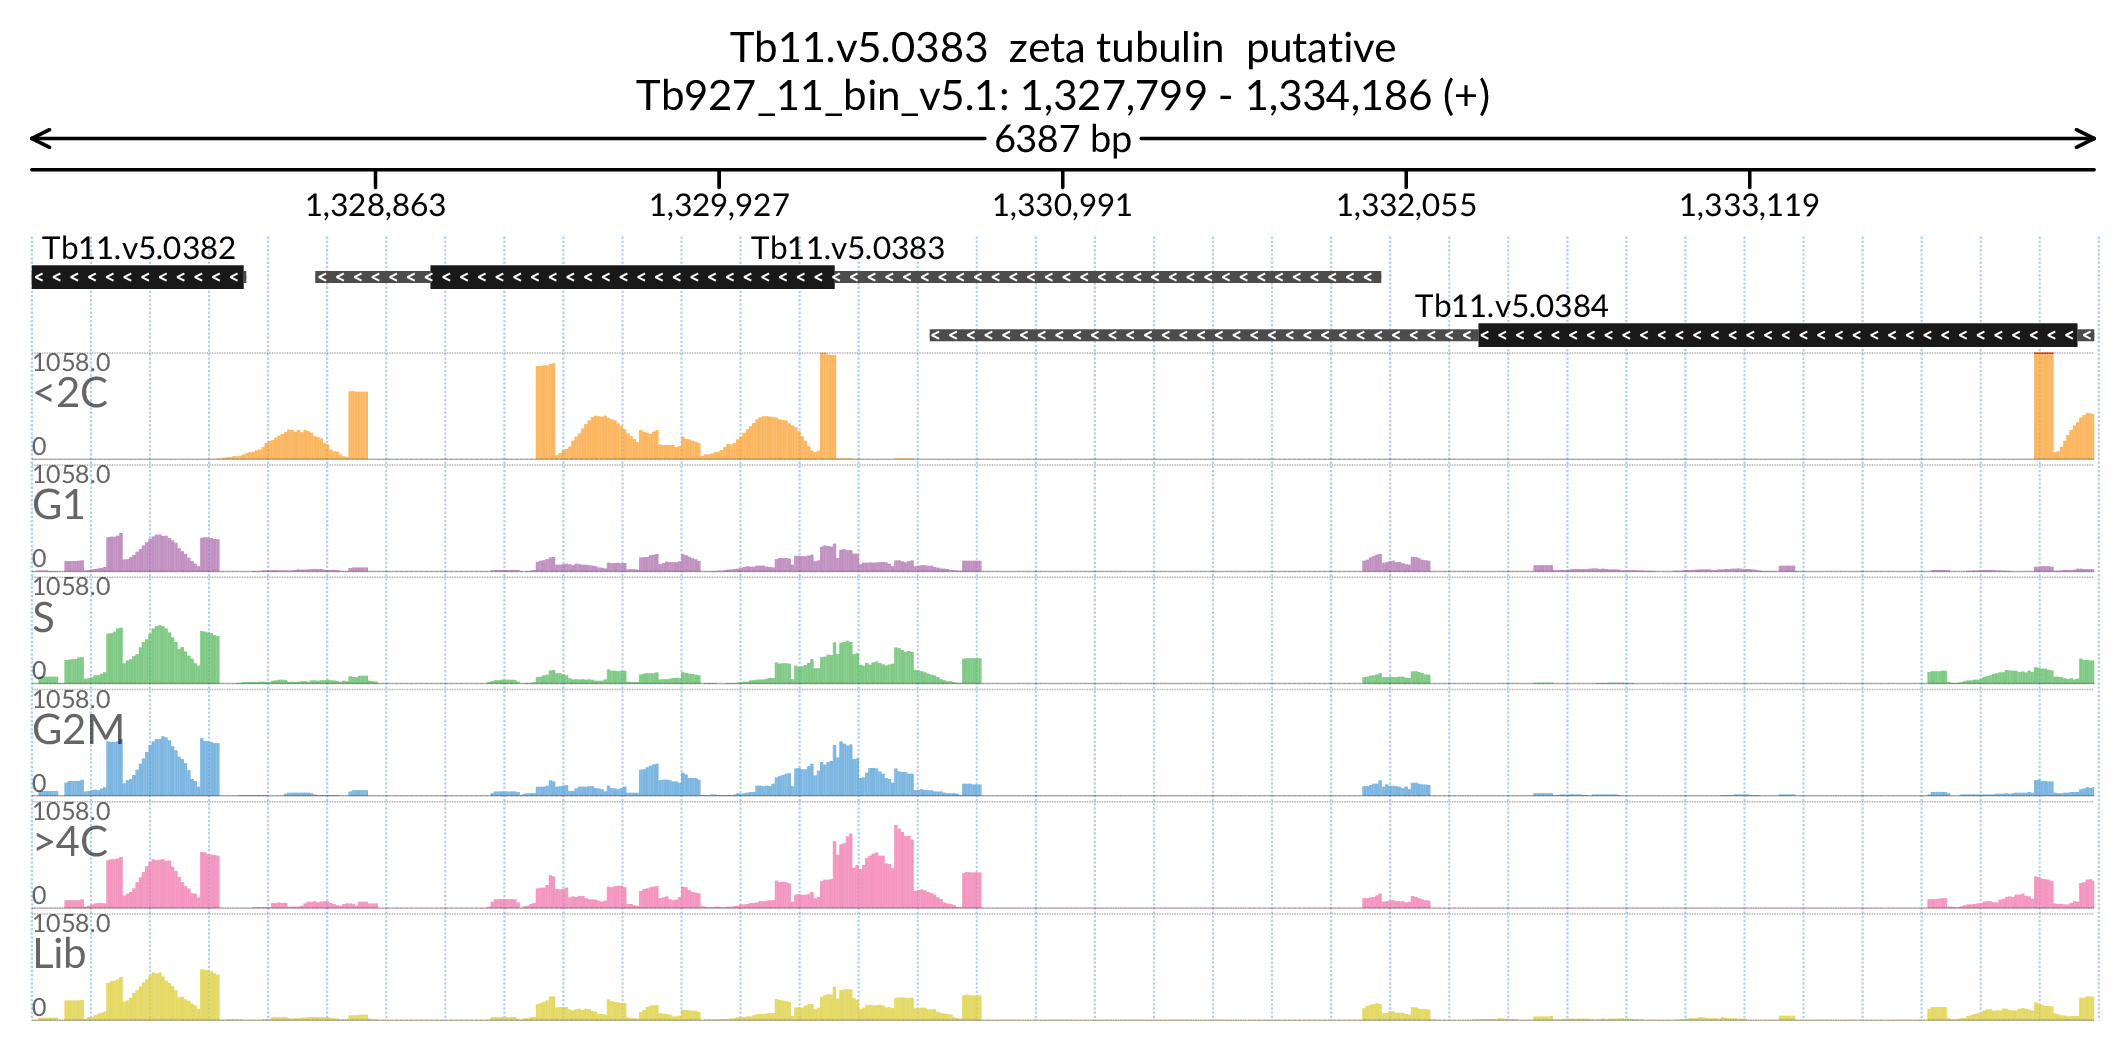 Tb11.v5.0383  zeta tubulin  putative
Tb927_11_bin_v5.1: 1,327,799 - 1,334,186 (+)
6387 bp
1,328,863 1,329,927 1,330,991 1,332,055 1,333,119
Tb11.v5.0382 Tb11.v5.0383
Tb11.v5.0384
1058.0
<2C
0
1058.0
G1
0
1058.0
S
0
1058.0
G2M
0
1058.0
>4C
0
1058.0
Lib
0